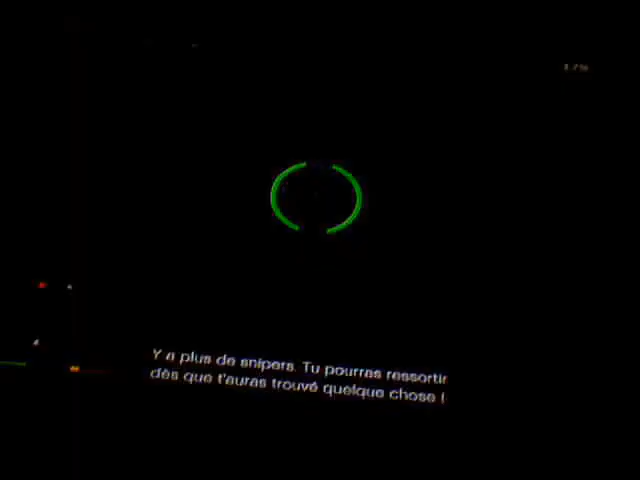 Y a plus de snipers. Tu pourras ressortir
dès que t'auras trouvé quelque chose !